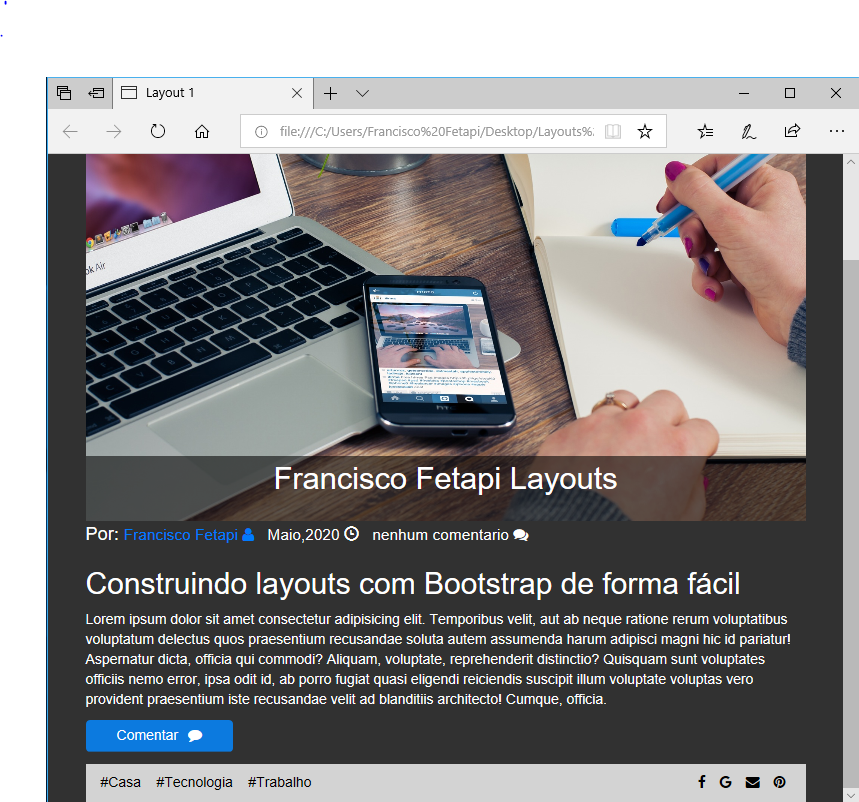 Layout 1
file:///C:/Users/Francisco%20Fetapi/Desktop/Layouts%
ok Air
Francisco Fetapi Layouts
Por: Francisco Fetapi Maio,2020 nenhum comentario
Construindo layouts com Bootstrap de forma fácil
Lorem ipsum dolor sit amet consectetur adipisicing elit. Temporibus velit, aut ab neque ratione rerum voluptatibus
voluptatum delectus quos praesentium recusandae soluta autem assumenda harum adipisci magni hic id pariatur!
Aspernatur dicta, officia qui commodi? Aliquam, voluptate, reprehenderit distinctio? Quisquam sunt voluptates
officiis nemo error, ipsa odit id, ab porro fugiat quasi eligendi reiciendis suscipit illum voluptate voluptas vero
provident praesentium iste recusandae velit ad blanditiis architecto! Cumque, officia.
Comentar
#Casa #Tecnologia #Trabalho